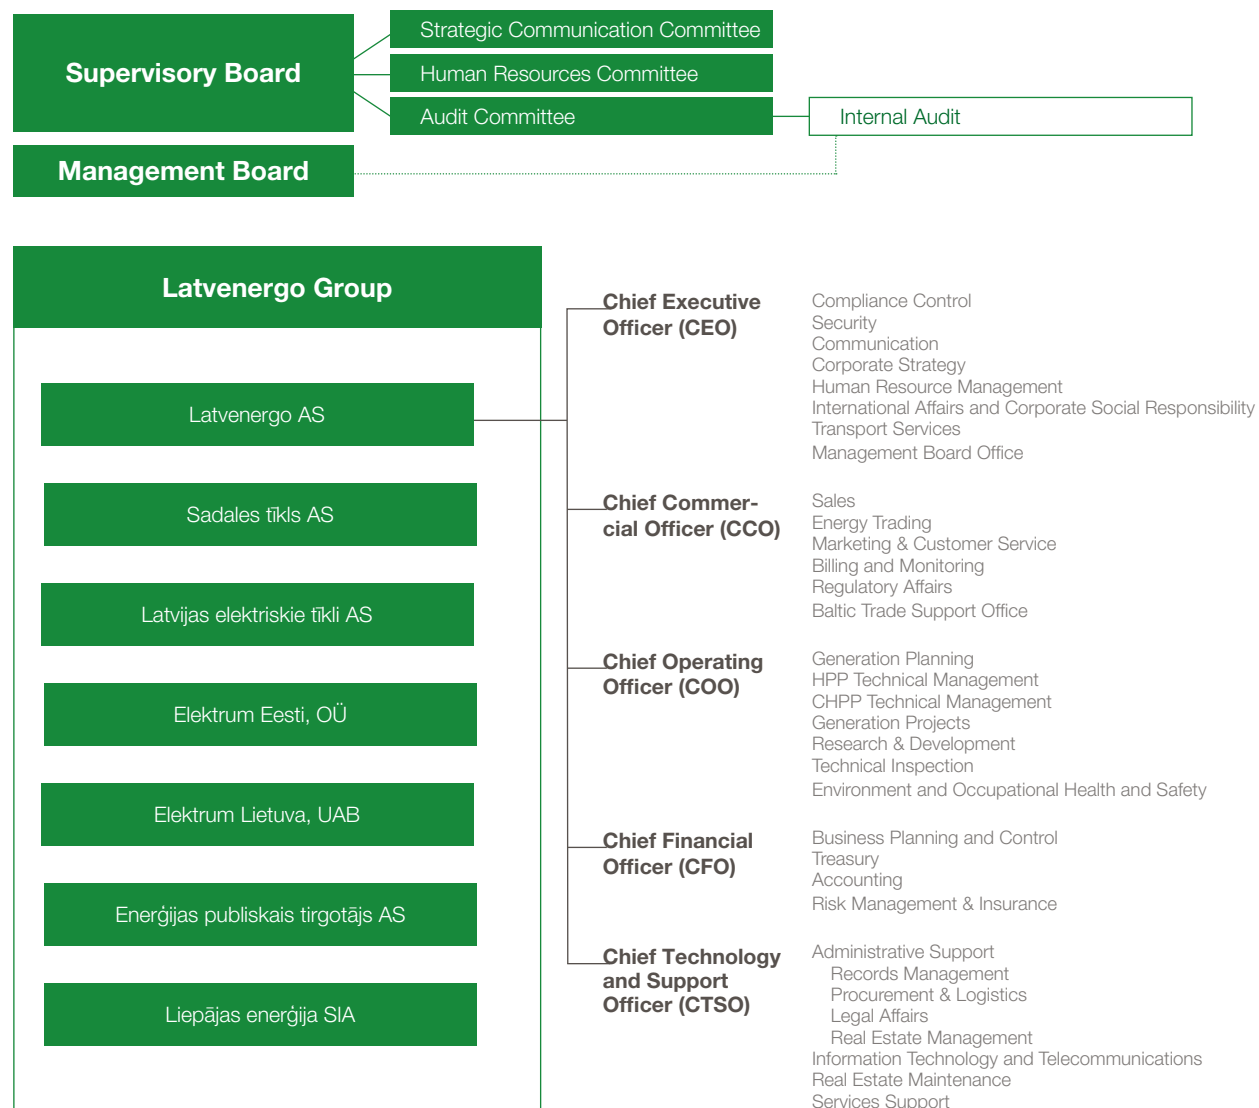 Supervisory Board
Strategic Communication Committee
Human Resources Committee
Audit Committee
Internal Audit
Management Board
Latvenergo Group
Latvenergo AS
Sadales tīkls AS
Latvijas elektriskie tīkli AS
Elektrum Eesti, OÜ
Elektrum Lietuva, UAB
Enerģijas publiskais tirgotājs AS
Liepājas enerģija SIA
Chief Executive
Officer (CEO)
Compliance Control
Security
Communication
Corporate Strategy
Human Resource Management
International Affairs and Corporate Social Responsibility
Transport Services
Management Board Office
Chief Commer-
cial Officer (CCO)
Sales
Energy Trading
Marketing & Customer Service
Billing and Monitoring
Regulatory Affairs
Baltic Trade Support Office
Chief Operating
Officer (COO)
Generation Planning
HPP Technical Management
CHPP Technical Management
Generation Projects
Research & Development
Technical Inspection
Environment and Occupational Health and Safety
Chief Financial
Officer (CFO)
Business Planning and Control
Treasury
Accounting
Risk Management & Insurance
Chief Technology
and Support
Officer (CTSO)
Administrative Support
Records Management
Procurement & Logistics
Legal Affairs
Real Estate Management
Information Technology and Telecommunications
Real Estate Maintenance
Services Support